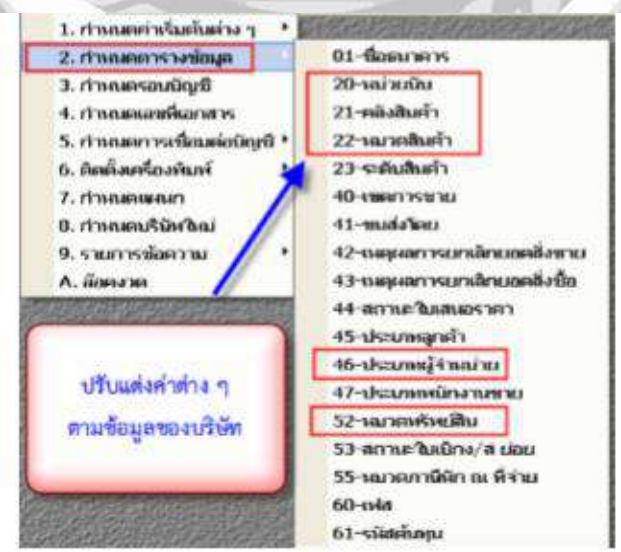 1. กำหนดค่าเริ่มต้นต่าง ๆ
2. กำหนดตารางข้อมูล
3. กำหนดรอบบัญชี
4. กำหนดเลขที่เอกสาร
5. กำหนดการเชื่อมต่อบัญชี
6. ติดตั้งเครื่องพิมพ์
7. กำหนดแผนก
8. กำหนดบริษัทใหม่
9. รายการข้อความ
A. ล๊อคงวด
01-ชื่อธนาคาร
20-หน่วยนับ
21-คลังสินค้า
22-หมวดสินค้า
23-ระดับสินค้า
40-เขตการขาย
41-ขนส่งโดย
42-เหตุผลการยกเลิกยอดสั่งขาย
43-เหตุผลการยกเลิกยอดสั่งซื้อ
44-สถานะใบเสนอราคา
45-ประเภทลูกค้า
46-ประเภทผู้จำหน่าย
47-ประเภทพนักงานขาย
52-หมวดทรัพย์สิน
53-สถานะใบเบิกง/ส ย่อย
55-หมวดภาษีหัก ณ ที่จ่าย
60-เฟส
61-รหัสต้นทุน
ปรับแต่งค่าต่าง ๆ
ตามข้อมูลของบริษัท